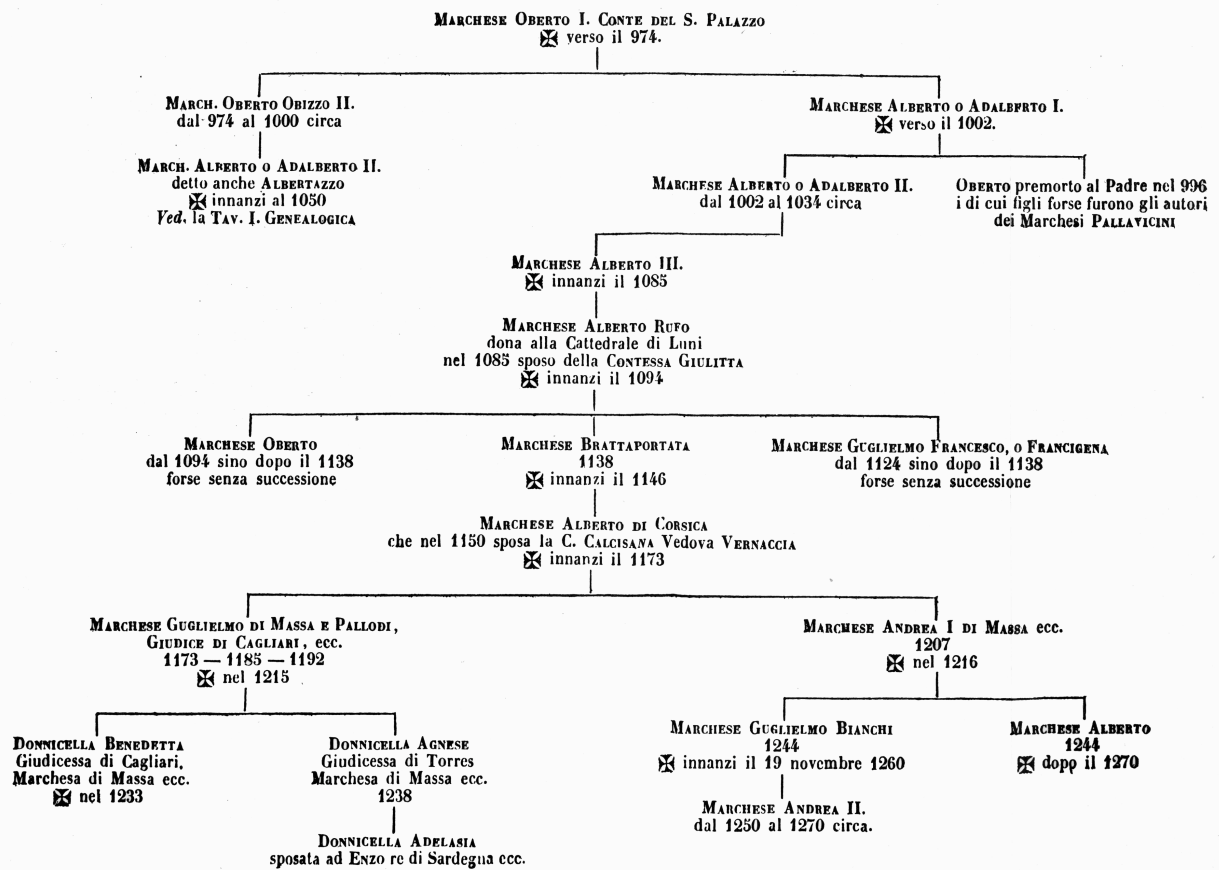 MARCHESE OBERTO I. CONTE DEL S. PALAZZO
✠ verso il 974.
MARCH. OBERTO OBIZZO II.
dal 974 al 1000 circa
MARCHESE ALBERTO O ADALBERTO I.
✠ verso il 1002.
MARCH. ALBERTO O ADALBERTO II.
detto anche ALBERTAZZO
✠ innanzi al 1050
Ved. la TAV. I. GENEALOGICA
MARCHESE ALBERTO O ADALBERTO II.
dal 1002 al 1034 circa
OBERTO premorto al Padre nel 996
i di cui figli forse furono gli autori
dei Marchesi PALLAVICINI
MARCHESE ALBERTO III.
✠ innanzi il 1085
MARCHESE ALBERTO RUFO
dona alla Cattedrale di Luni
nel 1085 sposo della CONTESSA GIULITTA
✠ innanzi il 1094
MARCHESE OBERTO
dal 1094 sino dopo il 1138
forse senza successione
MARCHESE BRATTAPORTATA
1138
✠ innanzi il 1146
MARCHESE GUGLIELMO FRANCESCO, O FRANCIGENA
dal 1124 sino dopo il 1138
forse senza successione
MARCHESE ALBERTO DI CORSICA
che nel 1150 sposa la C. CALCISANA Vedova VERNACCIA
✠ innanzi il 1173
MARCHESE GUGLIELMO DI MASSA E PALLODI,
GIUDICE DI CAGLIARI, ecc.
1173 — 1185 — 1192
✠ nel 1215
MARCHESE ANDREA I DI MASSA ecc.
1207
✠ nel 1216
DONNICELLA BENEDETTA
Giudicessa di Cagliari,
Marchesa di Massa ecc.
✠ nel 1233
DONNICELLA AGNESE
Giudicessa di Torres
Marchesa di Massa ecc.
1238
MARCHESE GUGLIELMO BIANCHI
1244
✠ innanzi il 19 novembre 1260
MARCHESE ALBERTO
1244
✠ dopp il 1270
DONNICELLA ADELASIA
sposata ad ENZO re di Sardegna ecc.
MARCHESE ANDREA II.
dal 1250 al 1270 circa.